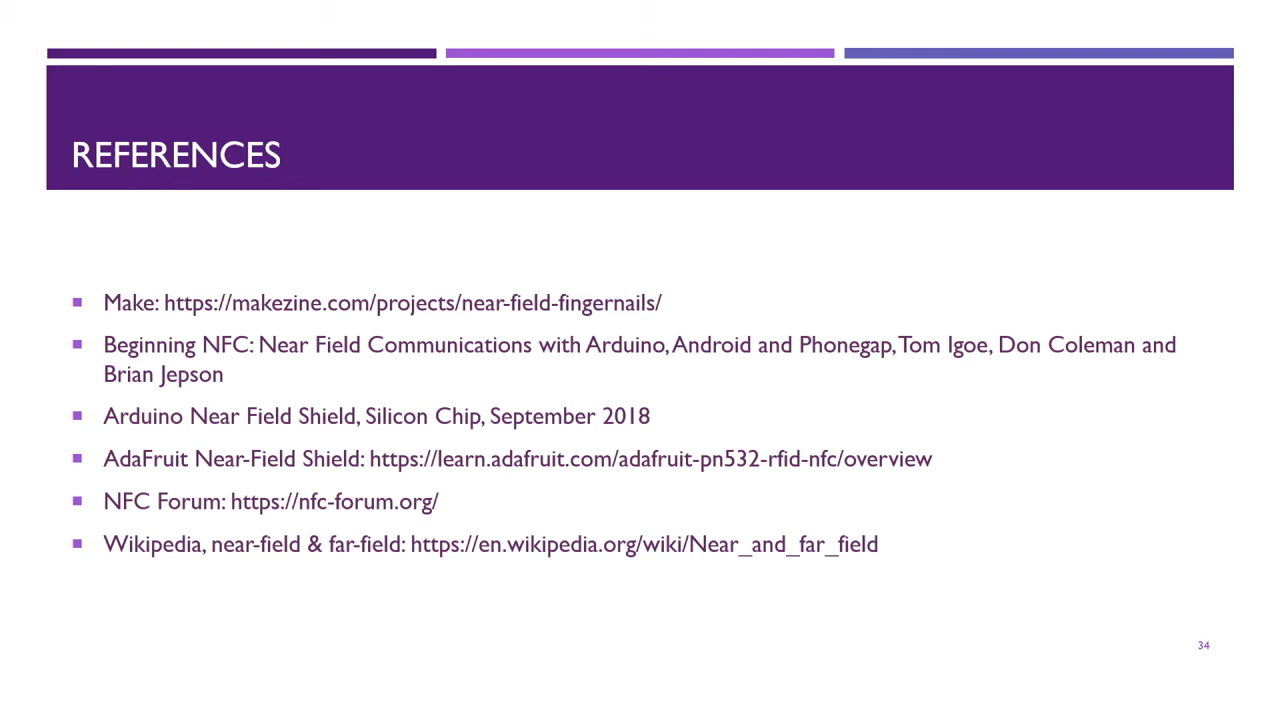 REFERENCES
Make: https://makezine.com/projects/near-field-fingernails/
Beginning NFC: Near Field Communications with Arduino, Android and Phonegap, Tom Igoe, Don Coleman and
Brian Jepson
Arduino Near Field Shield, Silicon Chip, September 2018
AdaFruit Near-Field Shield: https://learn.adafruit.com/adafruit-pn532-rfid-nfc/overview
NFC Forum: https://nfc-forum.org/
Wikipedia, near-field & far-field: https://en.wikipedia.org/wiki/Near_and_far_field
34